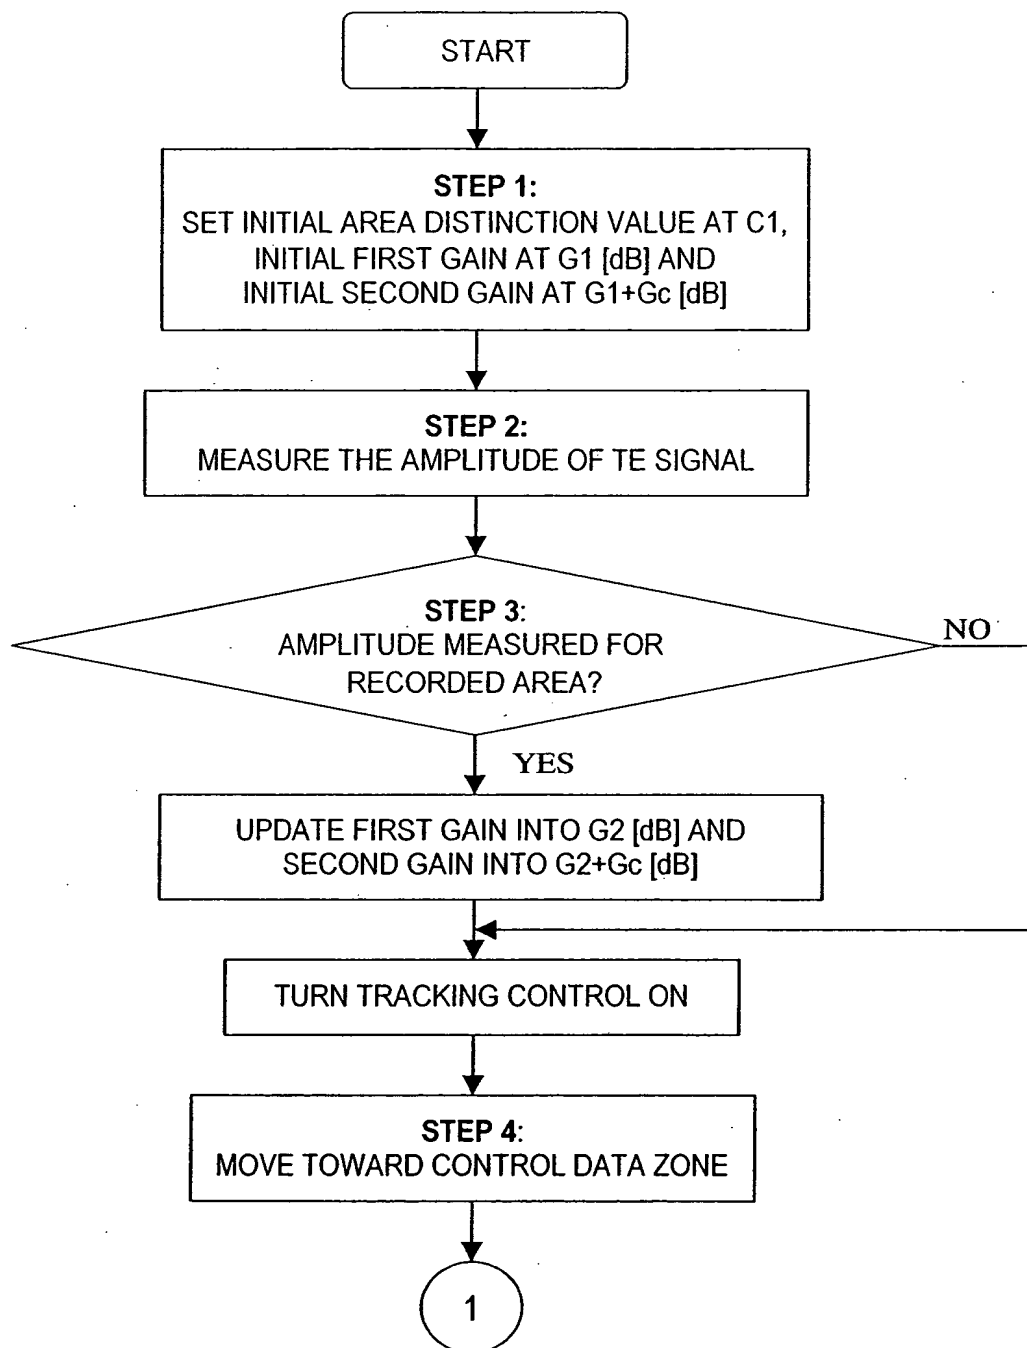 START
STEP 1:
SET INITIAL AREA DISTINCTION VALUE AT C1,
INITIAL FIRST GAIN AT G1 [dB] AND
INITIAL SECOND GAIN AT G1+Gc [dB]
STEP 2:
MEASURE THE AMPLITUDE OF TE SIGNAL
STEP 3:
AMPLITUDE MEASURED FOR
RECORDED AREA?
NO
YES
UPDATE FIRST GAIN INTO G2 [dB] AND
SECOND GAIN INTO G2+Gc [dB]
TURN TRACKING CONTROL ON
STEP 4:
MOVE TOWARD CONTROL DATA ZONE
1